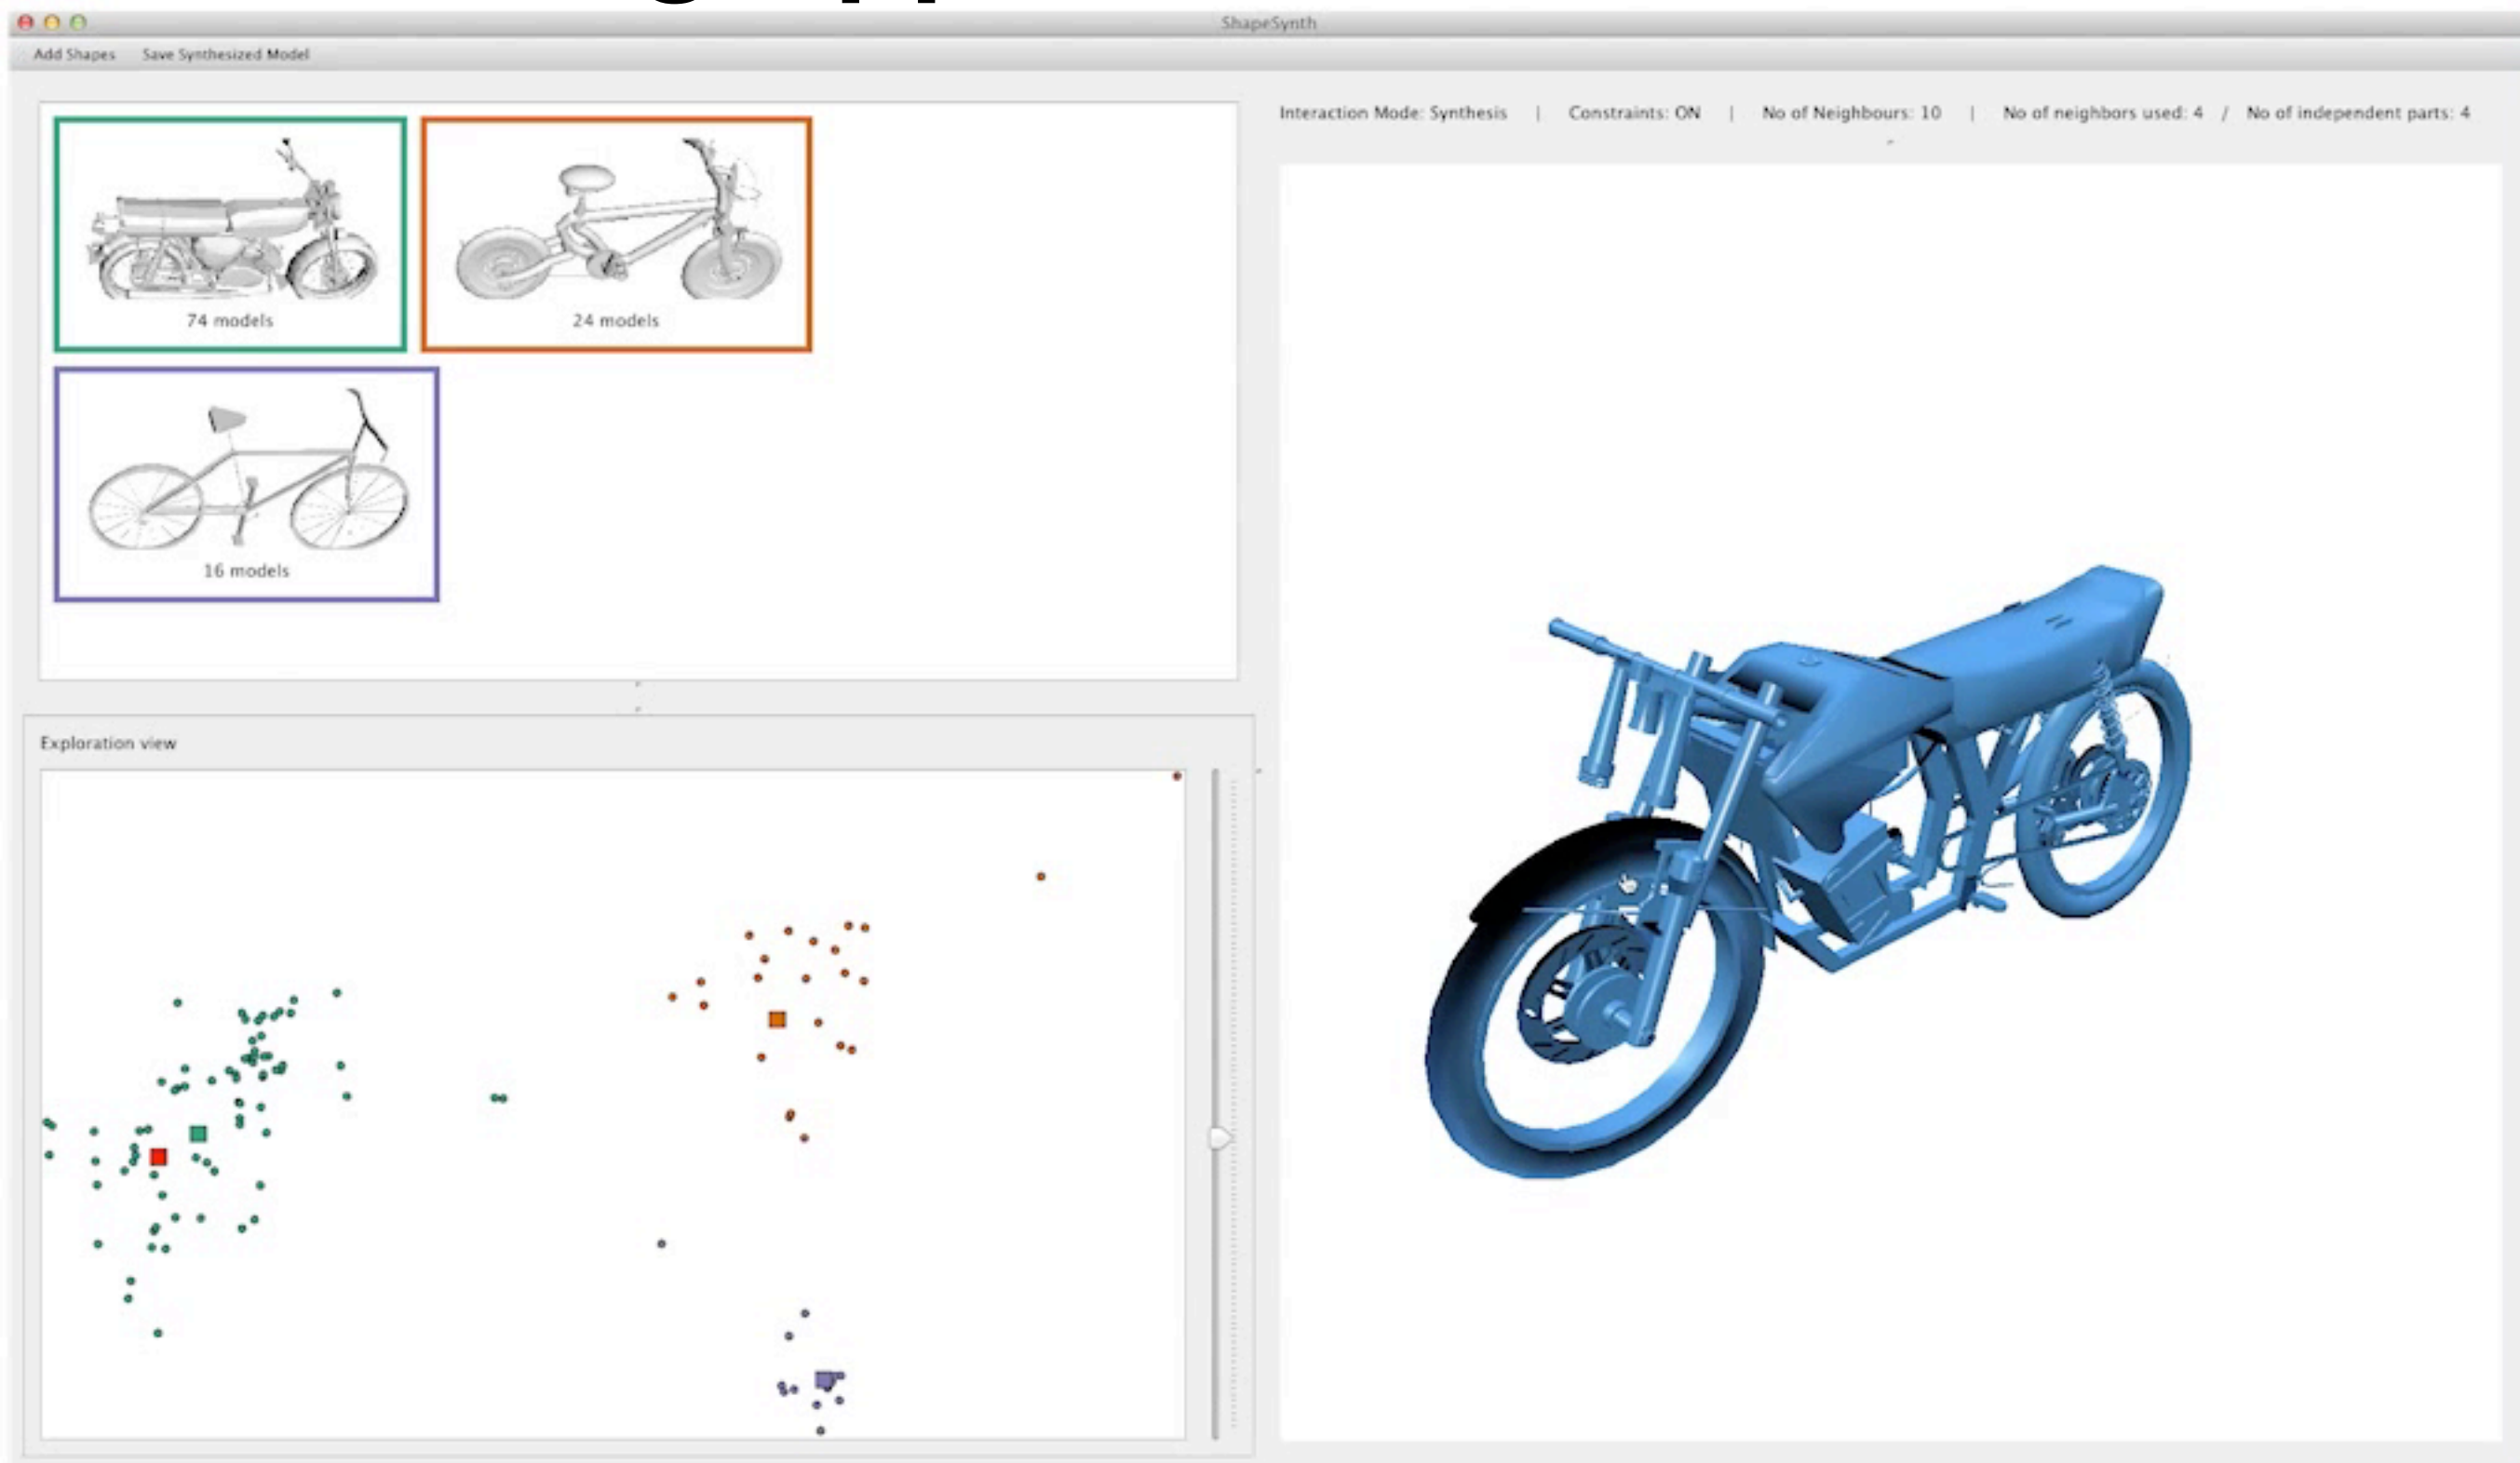 ShapeSynth
Add Shapes Save Synthesized Model
Interaction Mode: Synthesis | Constraints: ON | No of Neighbours: 10 | No of neighbors used: 4 / No of independent parts: 4
74 models
24 models
16 models
Exploration view